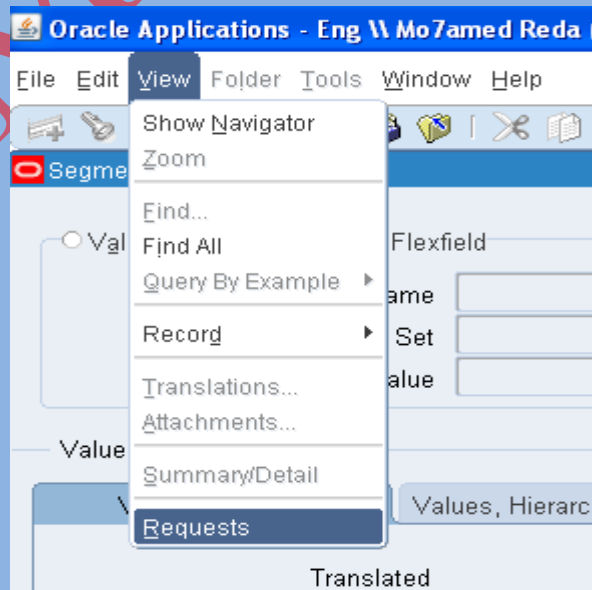 Oracle Applications - Eng \\ Mo7amed Reda
File Edit View Folder Tools Window Help
Show Navigator
Zoom
Segme
Find...
Val Find All Flexfield
Query By Example
ame
Record Set
Translations... alue
Attachments...
Value
Summary/Detail
V Values, Hierarc
Requests
Translated